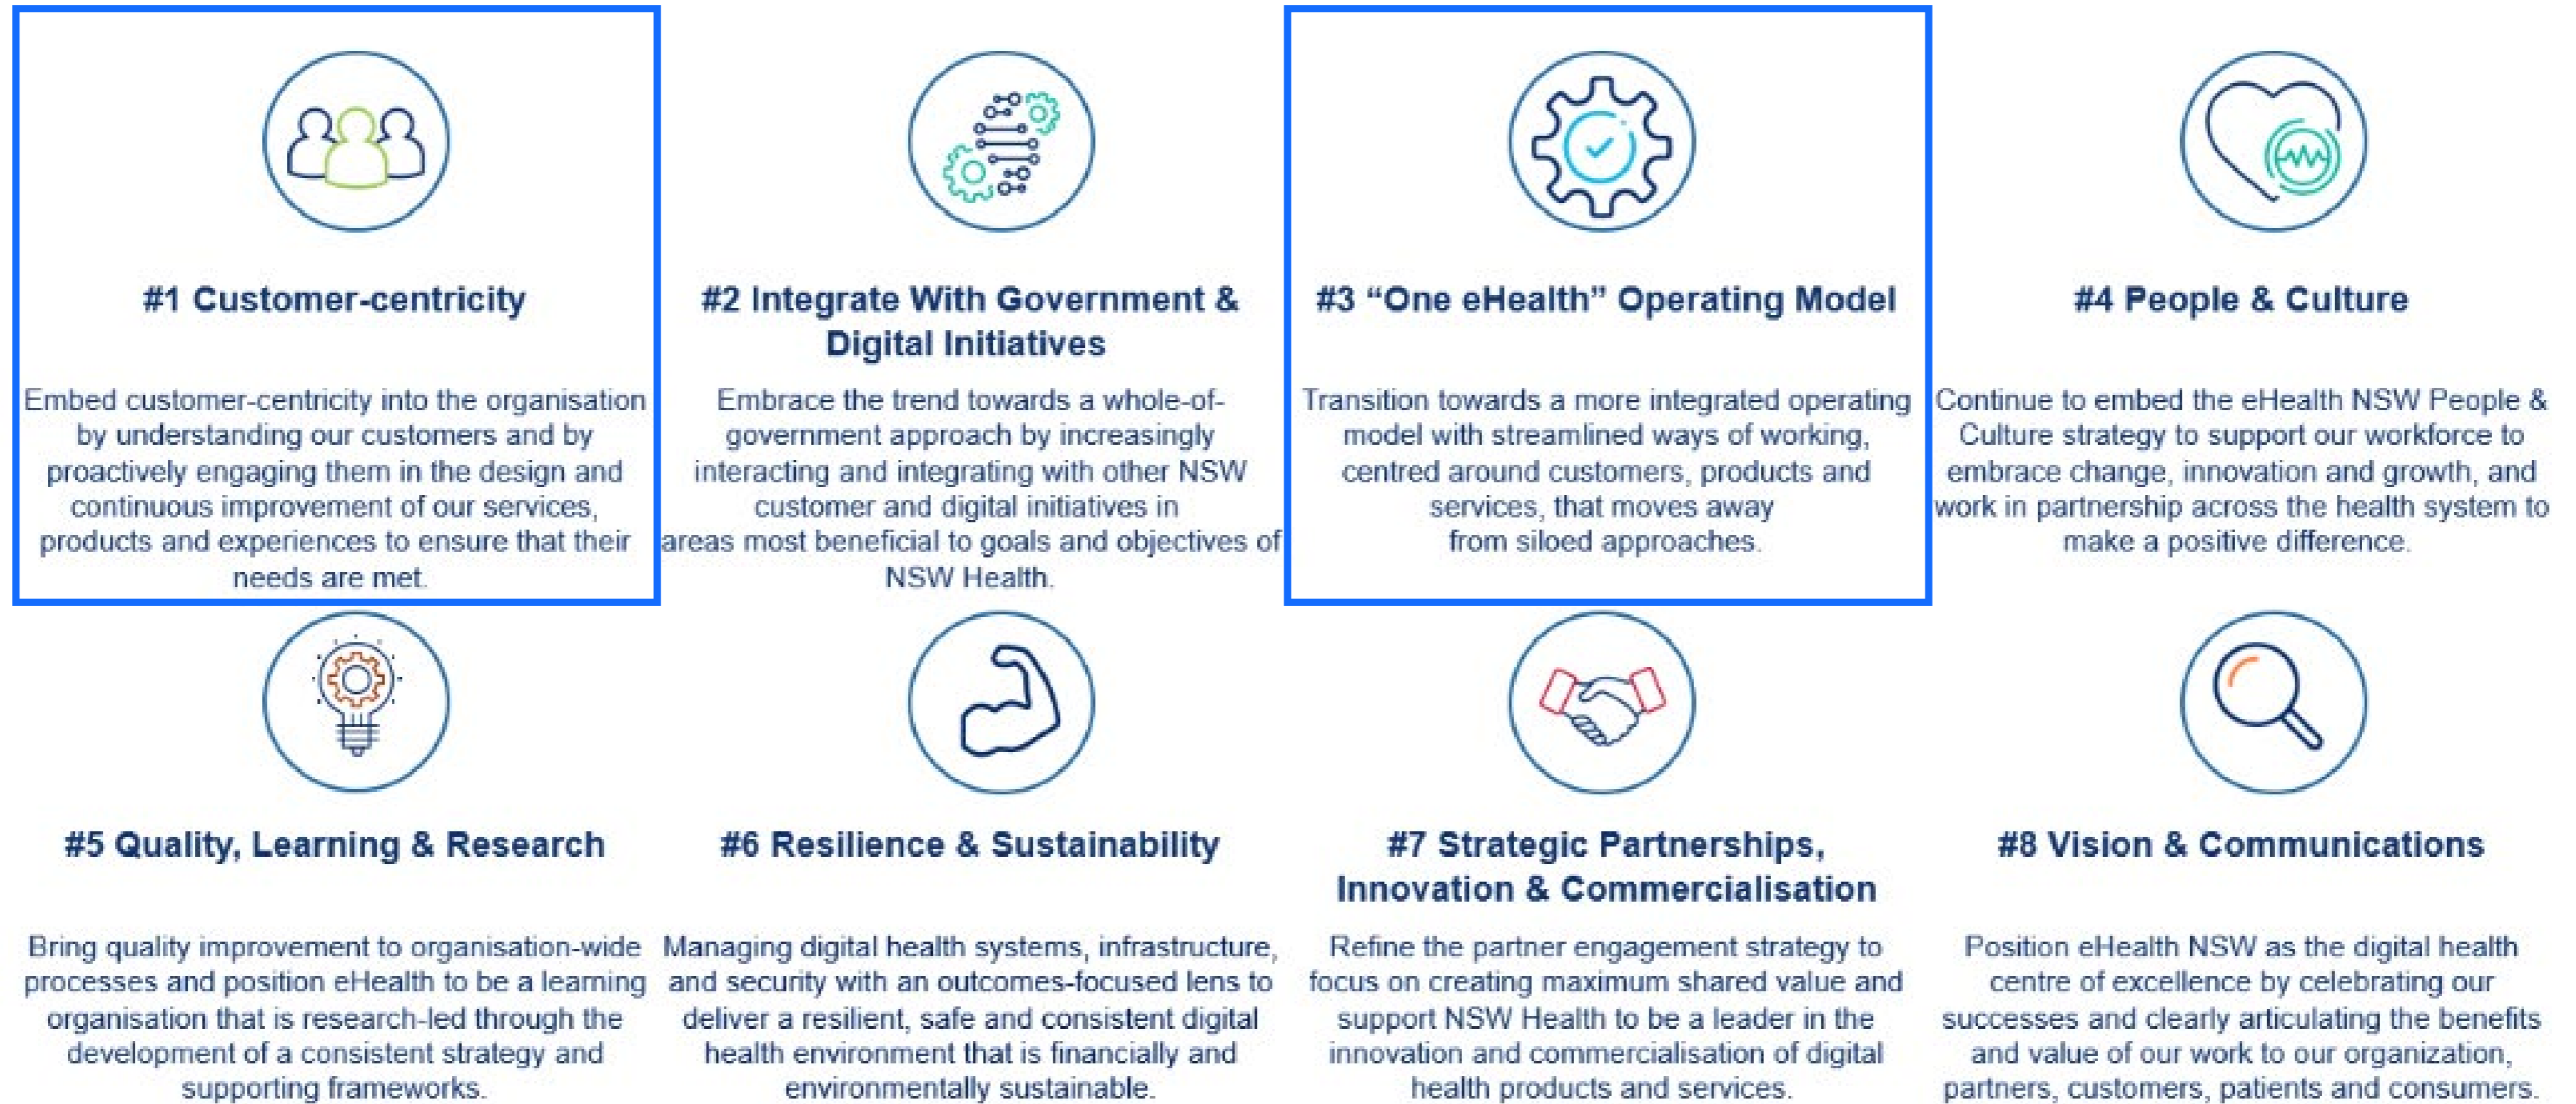 #1 Customer-centricity
Embed customer-centricity into the organisation
by understanding our customers and by
proactively engaging them in the design and
continuous improvement of our services,
products and experiences to ensure that their
needs are met.
#2 Integrate With Government &
Digital Initiatives
Embrace the trend towards a whole-of-
government approach by increasingly
interacting and integrating with other NSW
customer and digital initiatives in
areas most beneficial to goals and objectives of
NSW Health.
#3 “One eHealth” Operating Model
Transition towards a more integrated operating
model with streamlined ways of working,
centred around customers, products and
services, that moves away
from siloed approaches.
#4 People & Culture
Continue to embed the eHealth NSW People &
Culture strategy to support our workforce to
embrace change, innovation and growth, and
work in partnership across the health system to
make a positive difference.
#5 Quality, Learning & Research
Bring quality improvement to organisation-wide
processes and position eHealth to be a learning
organisation that is research-led through the
development of a consistent strategy and
supporting frameworks.
#6 Resilience & Sustainability
Managing digital health systems, infrastructure,
and security with an outcomes-focused lens to
deliver a resilient, safe and consistent digital
health environment that is financially and
environmentally sustainable.
#7 Strategic Partnerships,
Innovation & Commercialisation
Refine the partner engagement strategy to
focus on creating maximum shared value and
support NSW Health to be a leader in the
innovation and commercialisation of digital
health products and services.
#8 Vision & Communications
Position eHealth NSW as the digital health
centre of excellence by celebrating our
successes and clearly articulating the benefits
and value of our work to our organization,
partners, customers, patients and consumers.